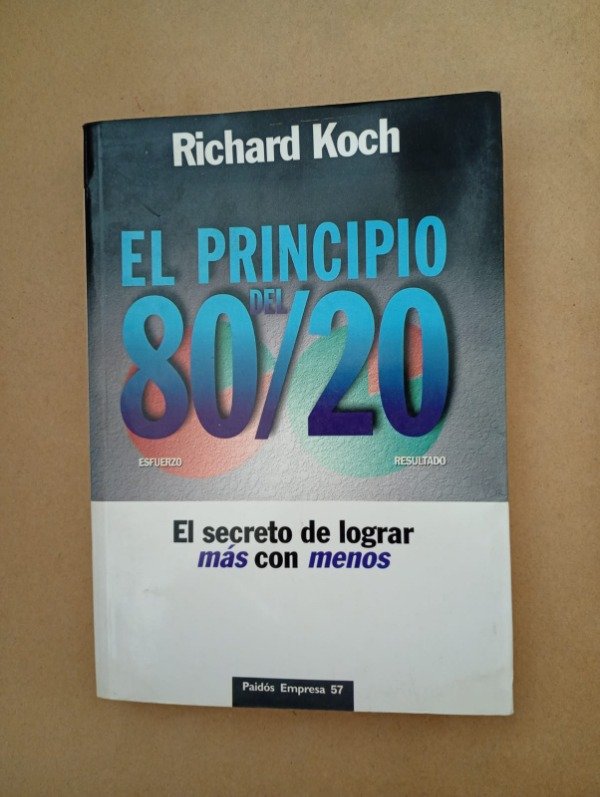 Richard Koch
EL PRINCIPIO
DEL
80/20
ESFUERZO
RESULTADO
El secreto de lograr
más con menos
Paidós Empresa 57